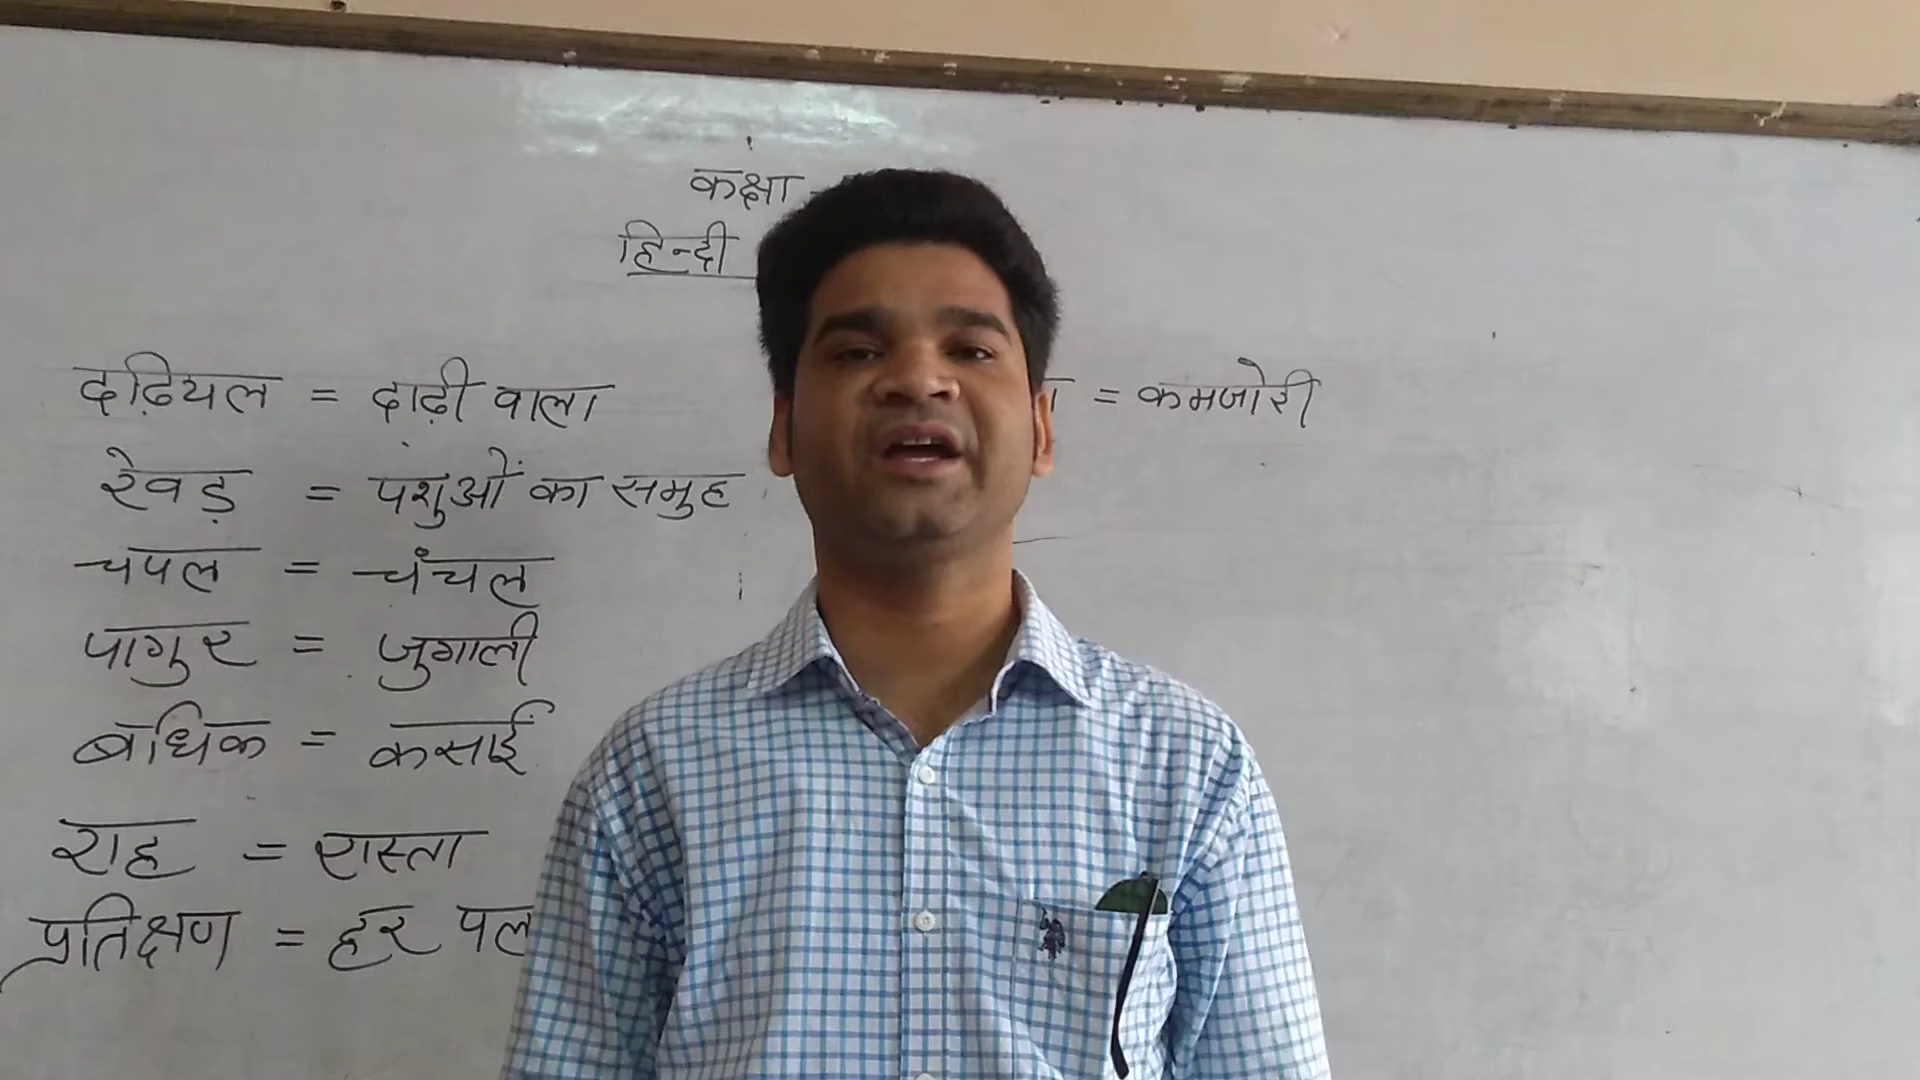 कक्षा -
हिन्दी
दढ़ियल = दाढ़ी वाला
= कमजोरी
रेवड़ = पशुओं का समुह
चपल = चंचल
पागुर = जुगाली
बधिक = कसाई
राह = रास्ता
प्रतिक्षण = हर पल